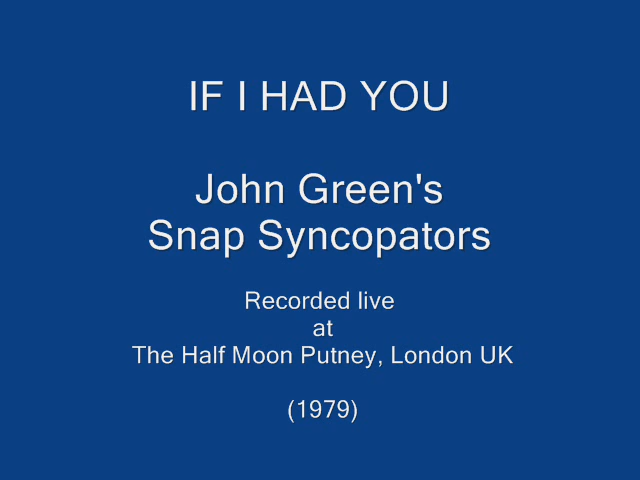 IF I HAD YOU
John Green's
Snap Syncopators
Recorded live
at
The Half Moon Putney, London UK
(1979)